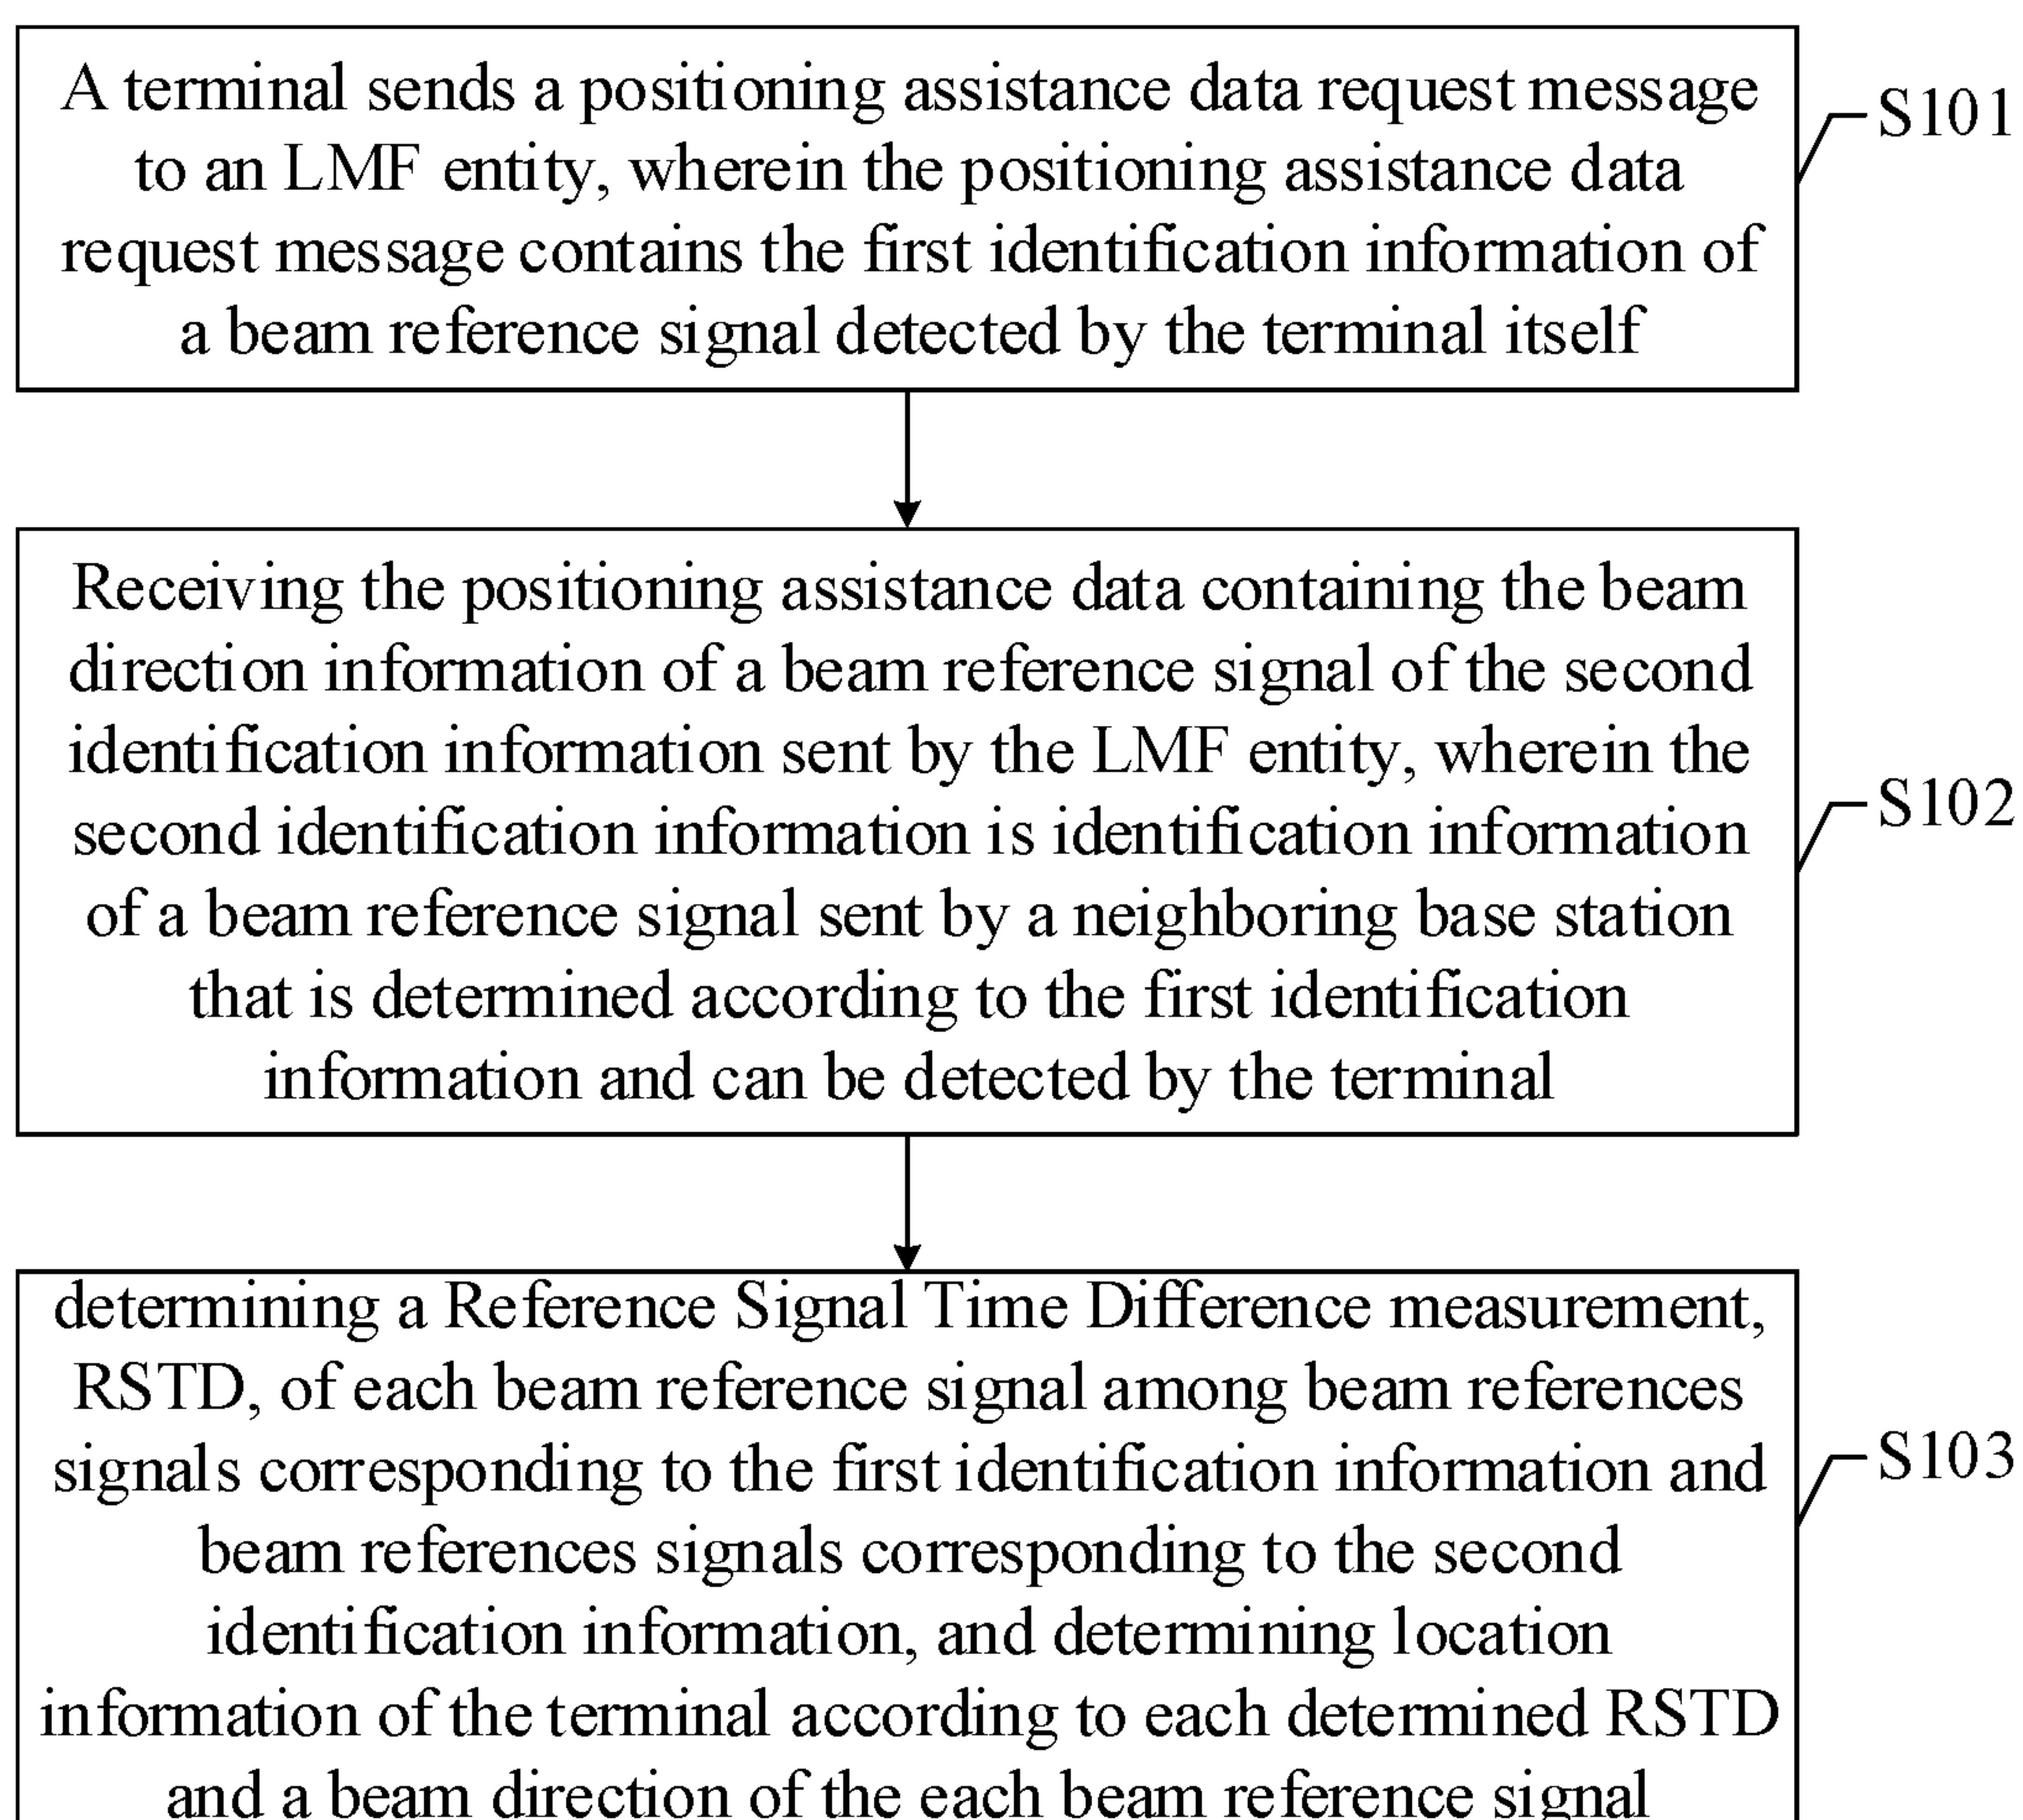 A terminal sends a positioning assistance data request message
to an LMF entity, wherein the positioning assistance data
request message contains the first identification information of
a beam reference signal detected by the terminal itself
S101
Receiving the positioning assistance data containing the beam
direction information of a beam reference signal of the second
identification information sent by the LMF entity, wherein the
second identification information is identification information
of a beam reference signal sent by a neighboring base station
that is determined according to the first identification
information and can be detected by the terminal
S102
determining a Reference Signal Time Difference measurement,
RSTD, of each beam reference signal among beam references
signals corresponding to the first identification information and
beam references signals corresponding to the second
identification information, and determining location
information of the terminal according to each determined RSTD
and a beam direction of the each beam reference signal
S103